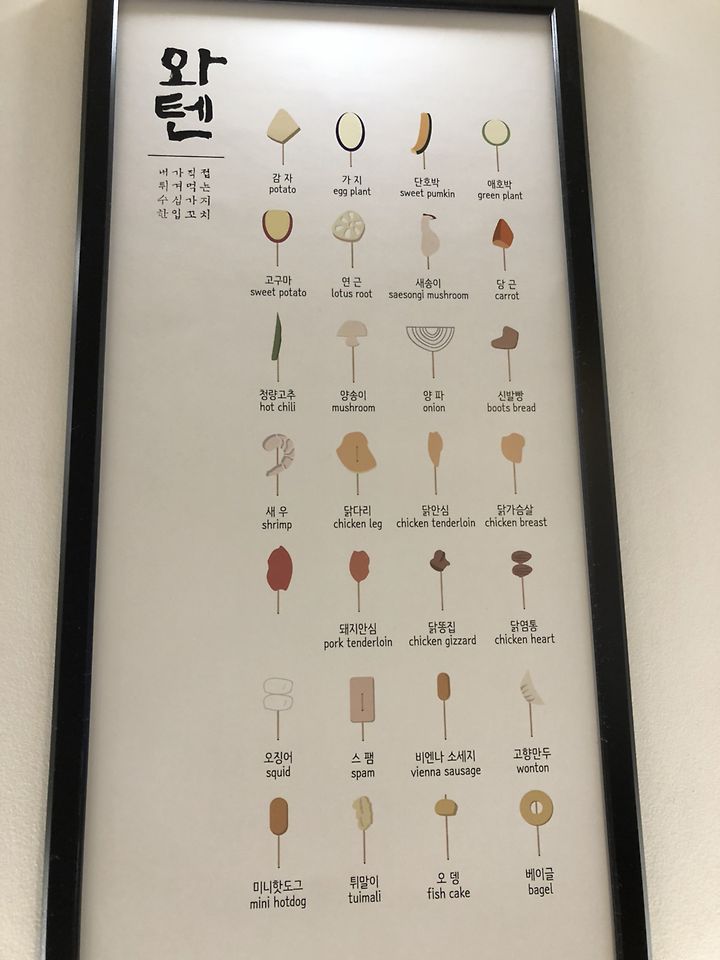 와
텐
내가직접
튀겨먹는
수십가지
한입꼬치
감자
potato
가지
egg plant
단호박
sweet pumkin
애호박
green plant
고구마
sweet potato
연근
lotus root
새송이
saesongi mushroom
당근
carrot
청량고추
hot chili
양송이
mushroom
양파
onion
신발빵
boots bread
새우
shrimp
닭다리
chicken leg
닭안심
chicken tenderloin
닭가슴살
chicken breast
돼지안심
pork tenderloin
닭똥집
chicken gizzard
닭염통
chicken heart
오징어
squid
스팸
spam
비엔나 소세지
vienna sausage
고향만두
wonton
미니핫도그
mini hotdog
튀말이
tuimali
오뎅
fish cake
베이글
bagel